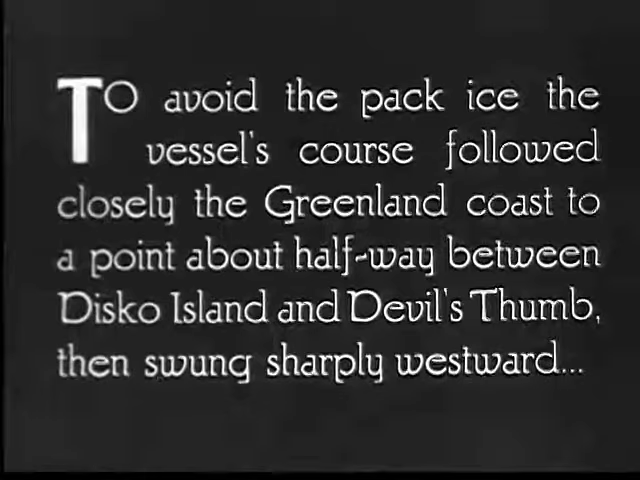 To avoid the pack ice the
vessel's course followed
closely the Greenland coast to
a point about half-way between
Disko Island and Devil's Thumb,
then swung sharply westward...